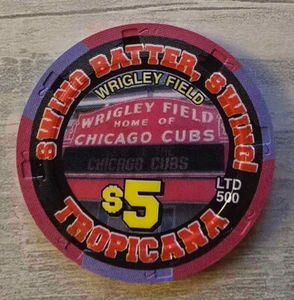 SWING BATTER, SWING!
WRIGLEY FIELD
WRIGLEY FIELD
HOME OF
CHICAGO CUBS
CHICAGO CUBS
$5
LTD
500
TROPICANA